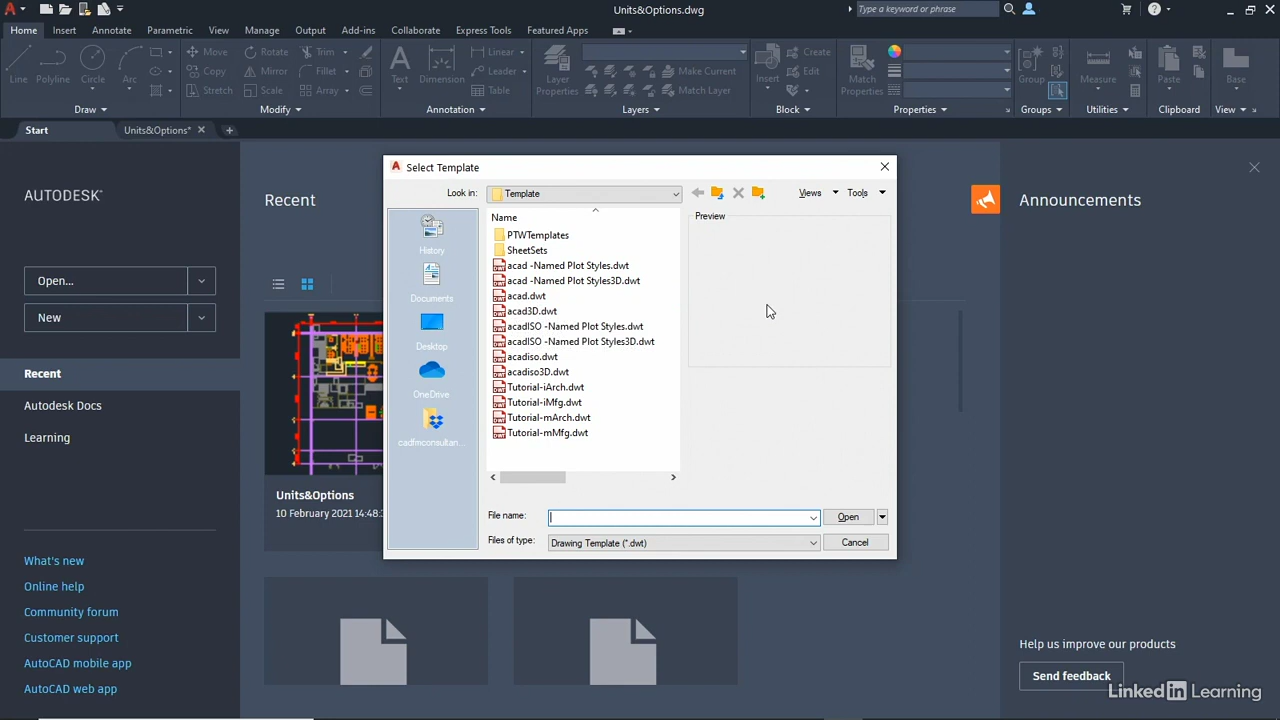 Units&Options.dwg
Type a keyword or phrase
Home Insert Annotate Parametric View Manage Output Add-ins Collaborate Express Tools Featured Apps
Line Polyline Circle Arc
Move Rotate Trim
Copy Mirror Fillet
Stretch Scale Array
Text Dimension
Linear
Leader
Table
Layer Properties
Make Current
Match Layer
Insert
Create
Edit
Match Properties
Group
Measure
Paste
Base
Draw Modify Annotation Layers Block Properties Groups Utilities Clipboard View
Start Units&Options*
AUTODESK
Open...
New
Recent
Autodesk Docs
Learning
What's new
Online help
Community forum
Customer support
AutoCAD mobile app
AutoCAD web app
Recent
Units&Options
10 February 2021 14:48:
Select Template
Look in: Template
Views Tools
History
Documents
Desktop
OneDrive
cadfmconsultan...
Name
PTWTemplates
SheetSets
acad -Named Plot Styles.dwt
acad -Named Plot Styles3D.dwt
acad.dwt
acad3D.dwt
acadISO -Named Plot Styles.dwt
acadISO -Named Plot Styles3D.dwt
acadiso.dwt
acadiso3D.dwt
Tutorial-iArch.dwt
Tutorial-iMfg.dwt
Tutorial-mArch.dwt
Tutorial-mMfg.dwt
Preview
File name:
Open
Files of type: Drawing Template (*.dwt)
Cancel
Announcements
Help us improve our products
Send feedback
LinkedIn Learning